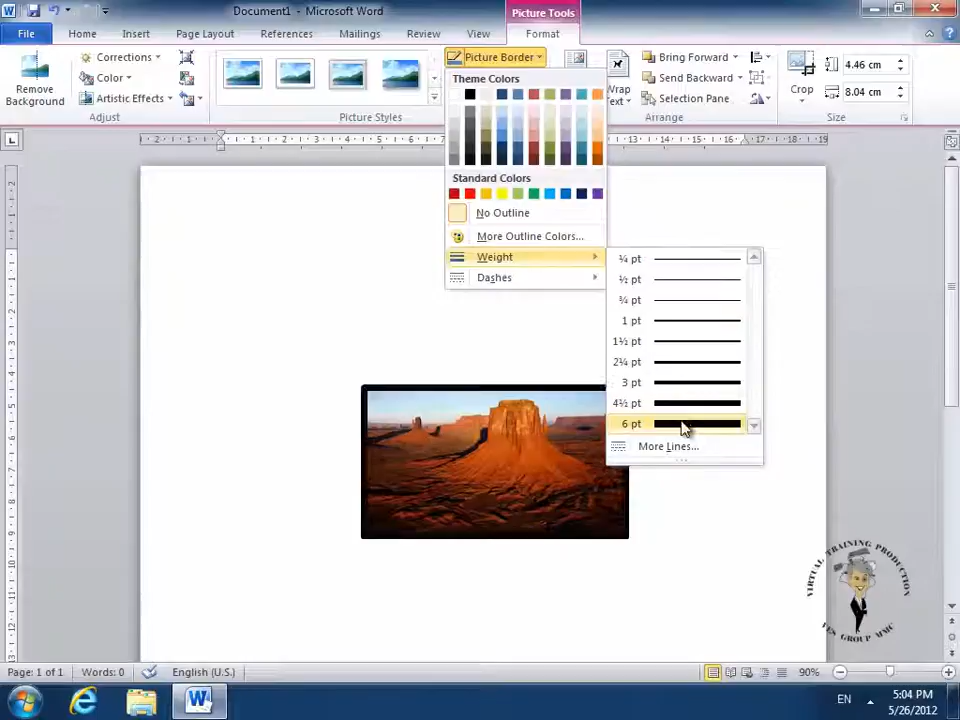 Document1 - Microsoft Word
Picture Tools
File
Home
Insert
Page Layout
References
Mailings
Review
View
Format
Remove
Background
Corrections
Color
Artistic Effects
Adjust
Picture Styles
Picture Border
Wrap
Text
Bring Forward
Send Backward
Selection Pane
Arrange
Crop
4.46 cm
8.04 cm
Size
Theme Colors
Standard Colors
No Outline
More Outline Colors...
Weight
Dashes
¼ pt
½ pt
¾ pt
1 pt
1½ pt
2¼ pt
3 pt
4½ pt
6 pt
More Lines...
VIRTUAL TRAINING PRODUCTION
YES GROUP MMC
Page: 1 of 1
Words: 0
English (U.S.)
90%
EN
5:04 PM
5/26/2012